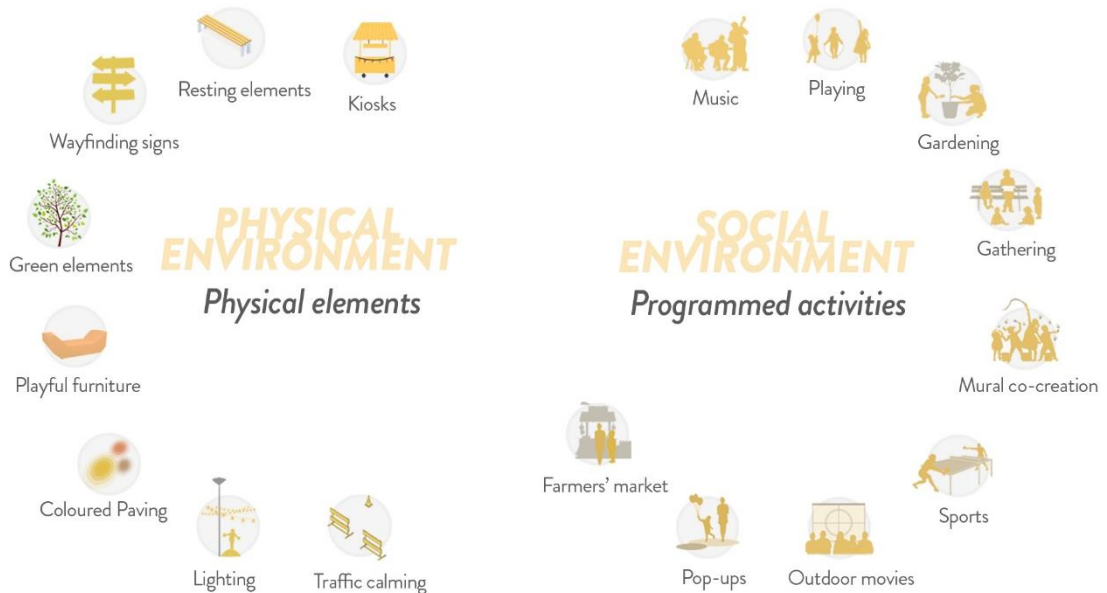 Resting elements
Kiosks
Wayfinding signs
Green elements
Playful furniture
Coloured Paving
Lighting
Traffic calming
PHYSICAL
ENVIRONMENT
Physical elements
Music
Playing
Gardening
Gathering
Mural co-creation
Sports
Outdoor movies
Pop-ups
Farmers' market
SOCIAL
ENVIRONMENT
Programmed activities